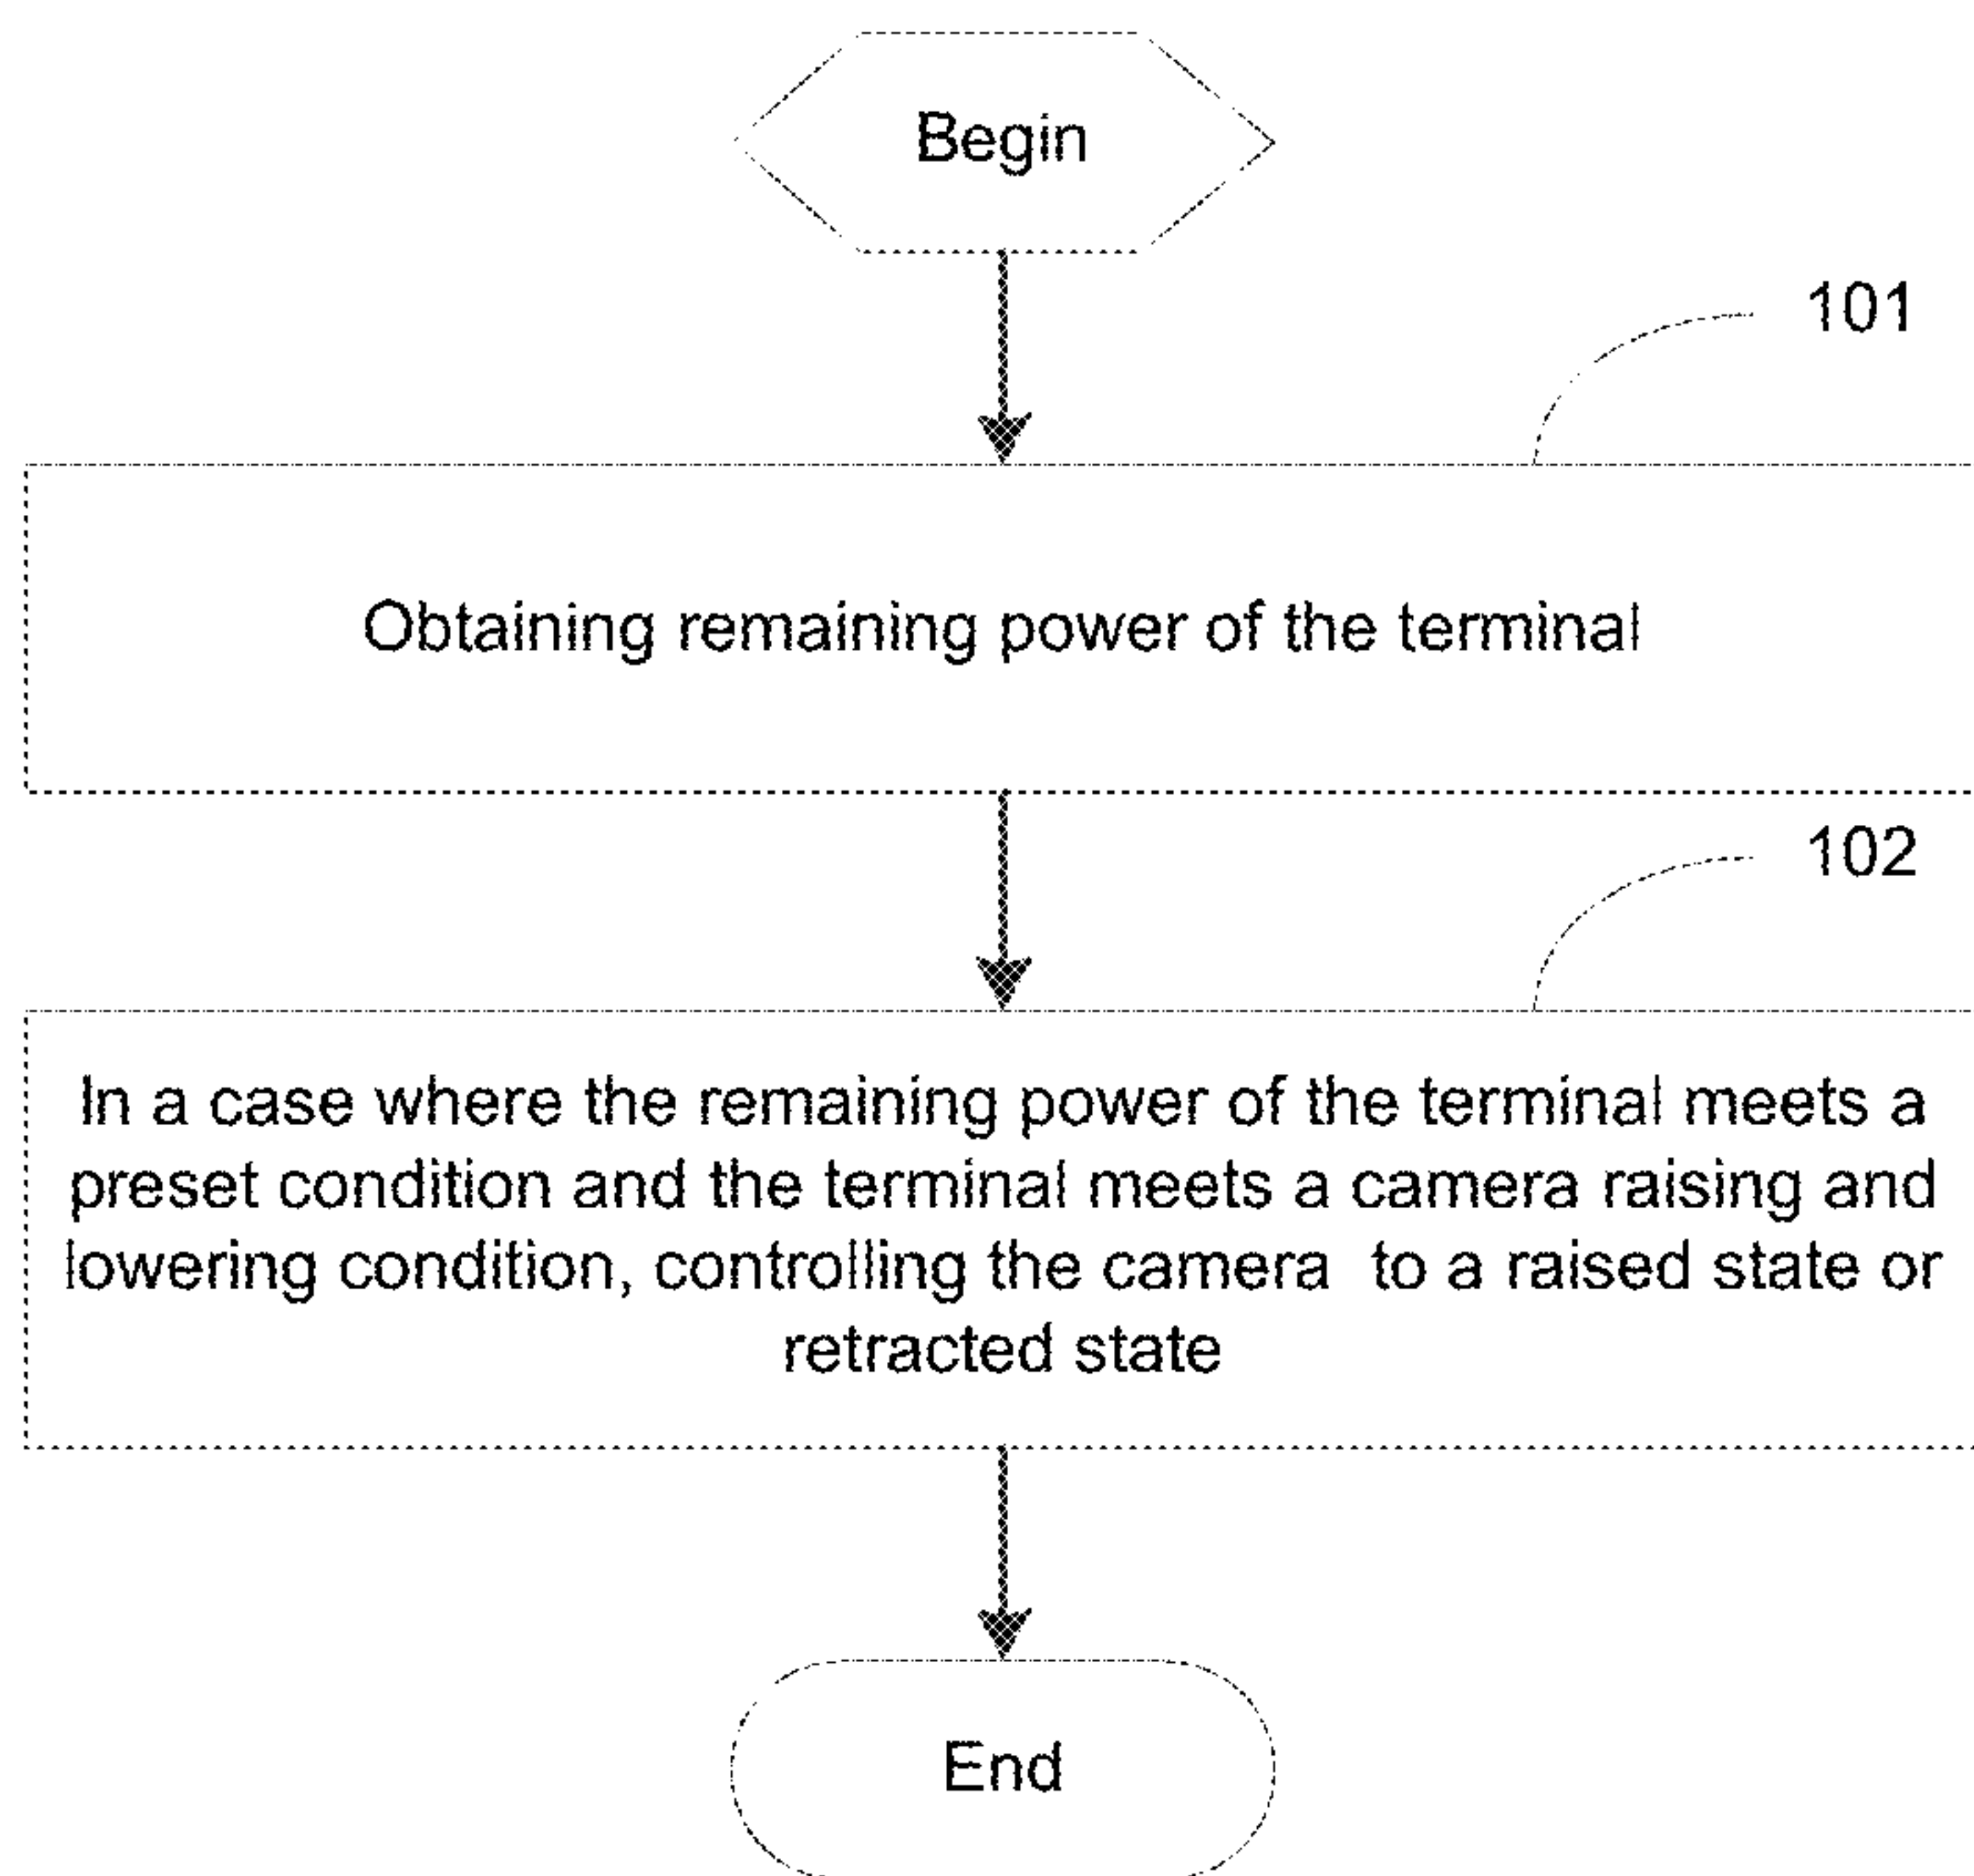 Begin
101
Obtaining remaining power of the terminal
102
In a case where the remaining power of the terminal meets a
preset condition and the terminal meets a camera raising and
lowering condition, controlling the camera  to a raised state or
retracted state
End